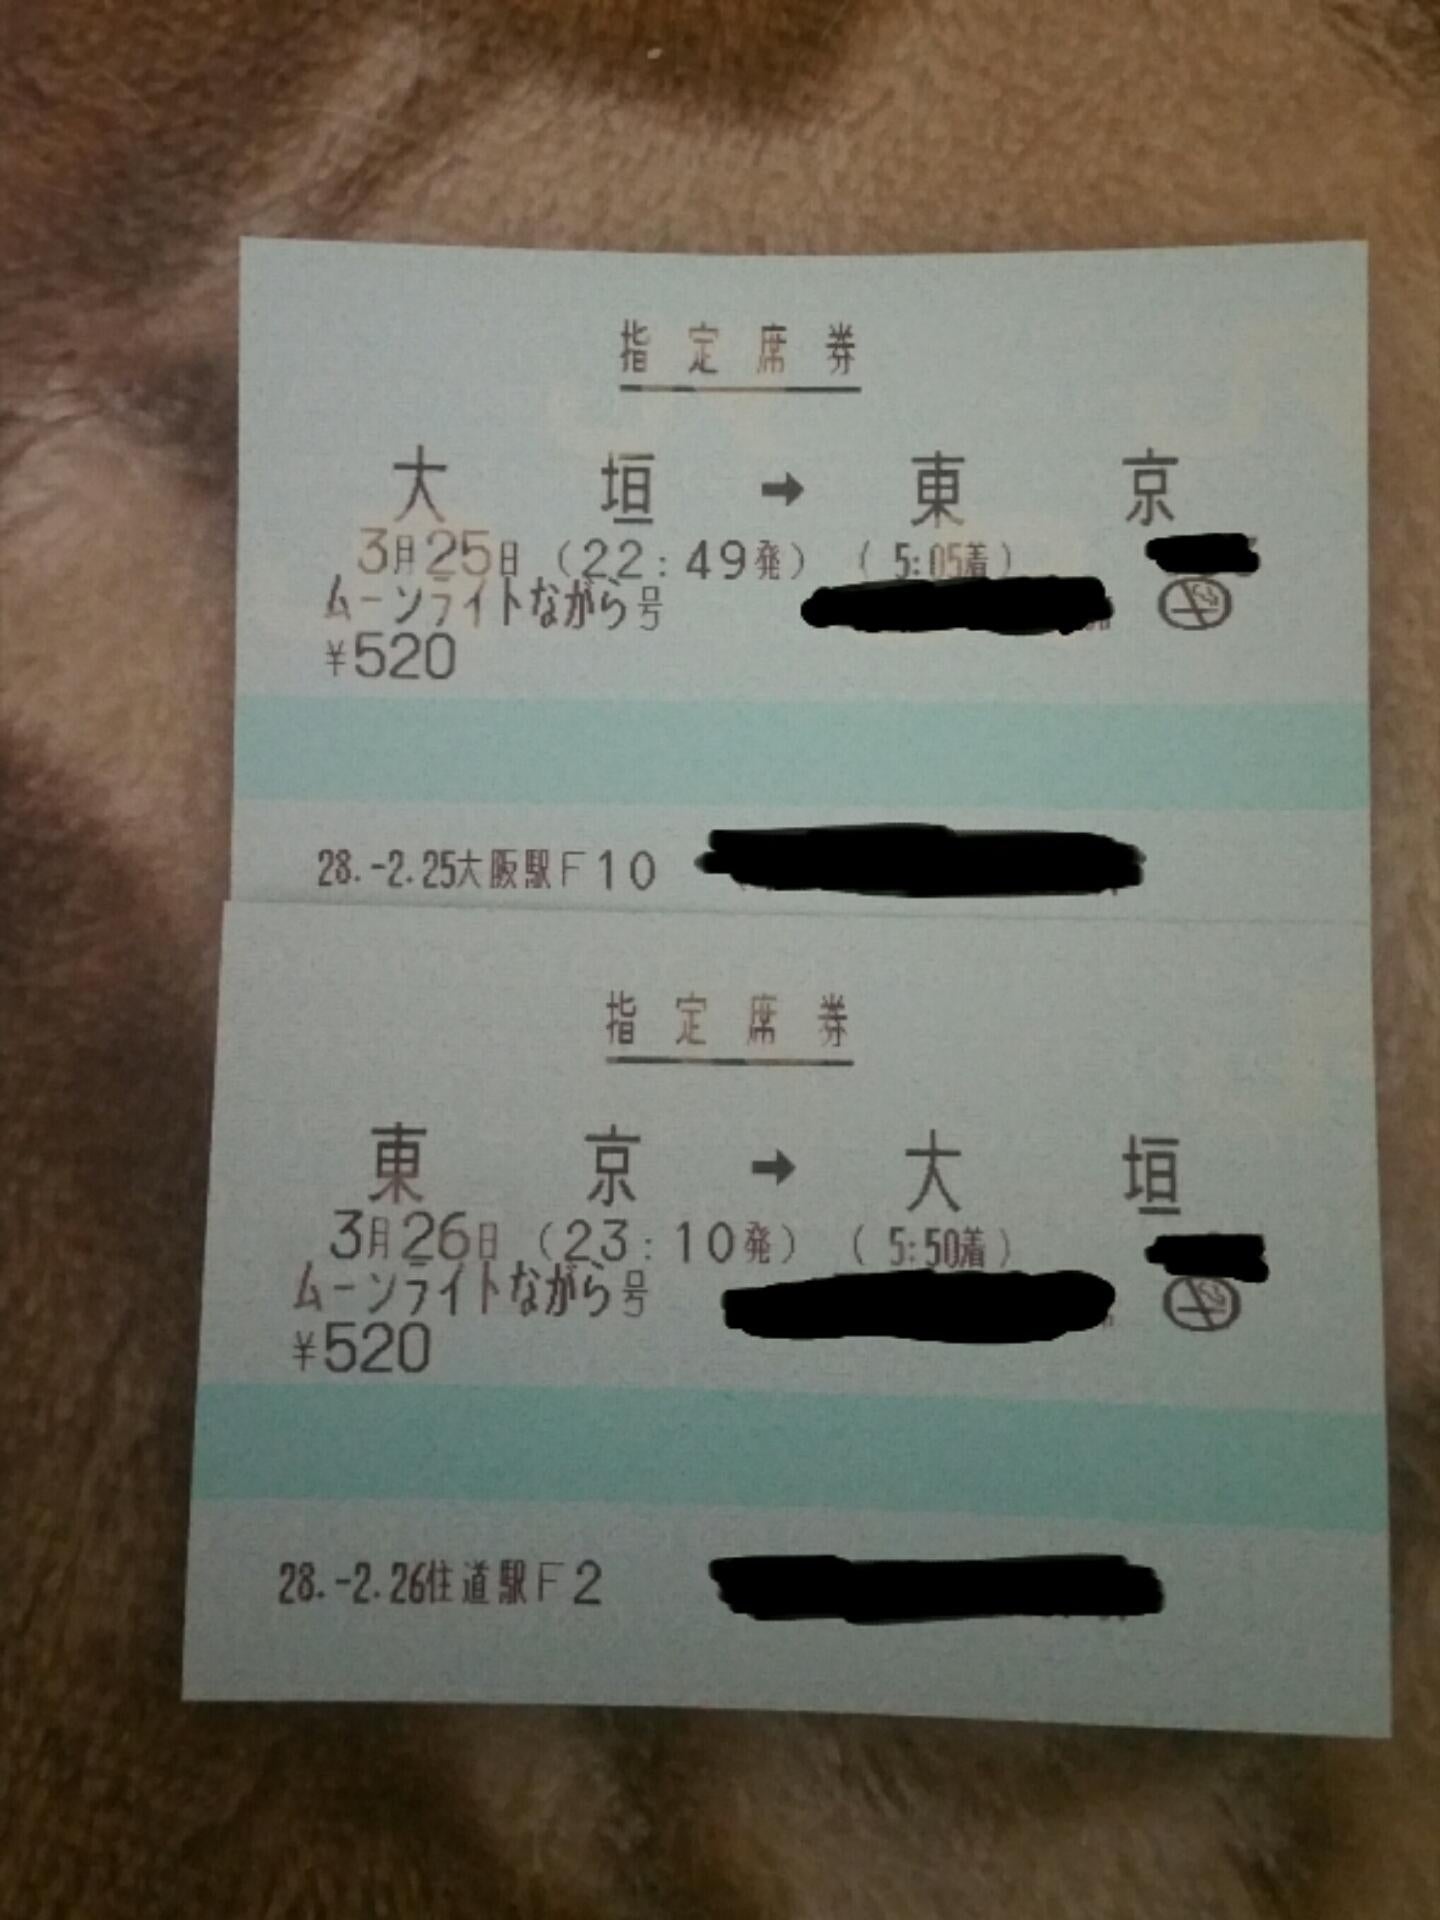 指定席券
大垣➡東京
3月25日（22：49発）（5：05着）
ムーンライトながら号
¥520
28.-2.25大阪駅F10
指定席券
東京➡大垣
3月26日（23：10発）（5：50着）
ムーンライトながら号
¥520
28.-2.26住道駅F2